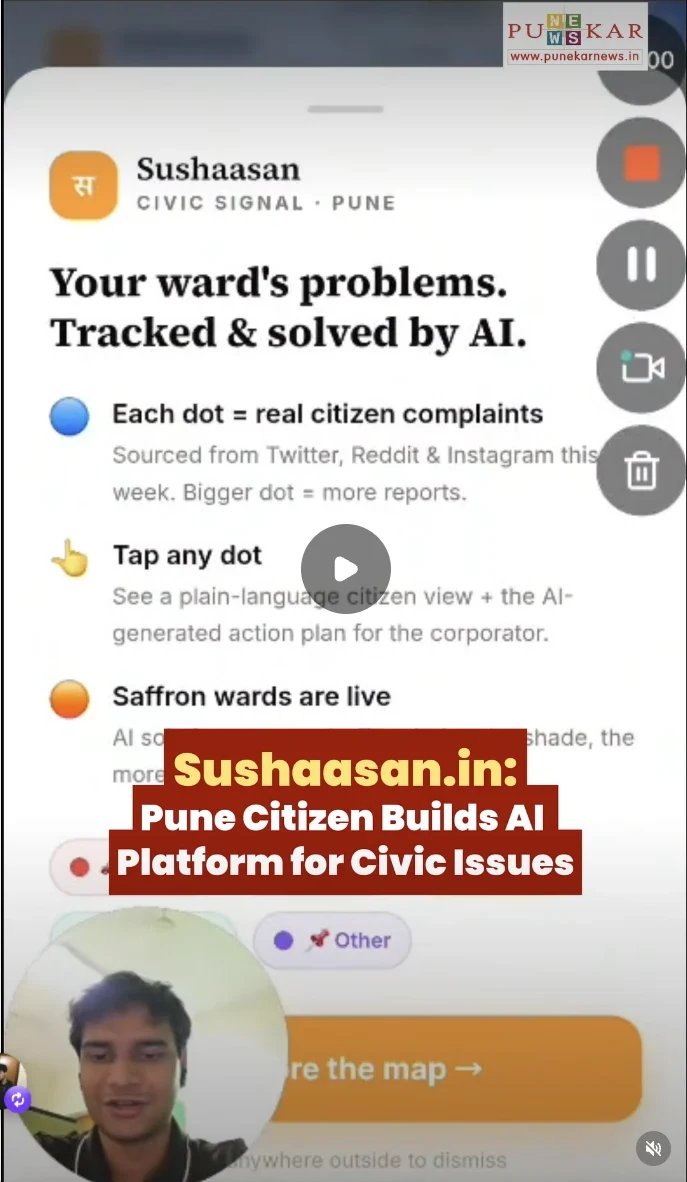 PUNEKAR
NEWS
www.punekarnews.in
00
स
Sushaasan
CIVIC SIGNAL · PUNE
Your ward's problems.
Tracked & solved by AI.
Each dot = real citizen complaints
Sourced from Twitter, Reddit & Instagram this
week. Bigger dot = more reports.
Tap any dot
See a plain-language citizen view + the AI-
generated action plan for the corporator.
Saffron wards are live
AI shade, the
more
Sushaasan.in:
Pune Citizen Builds AI
Platform for Civic Issues
Other
the map →
anywhere outside to dismiss